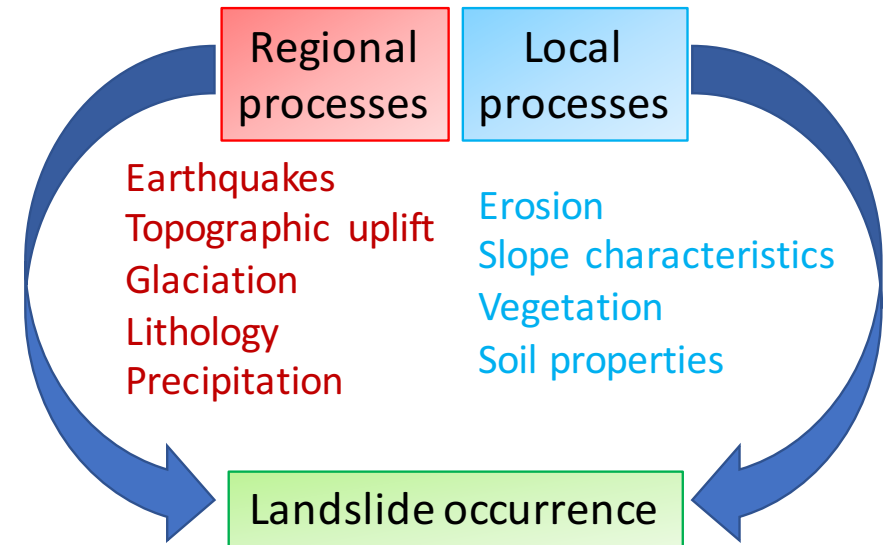 Regional
processes
Local
processes
Earthquakes
Topographic uplift
Glaciation
Lithology
Precipitation
Erosion
Slope characteristics
Vegetation
Soil properties
Landslide occurrence